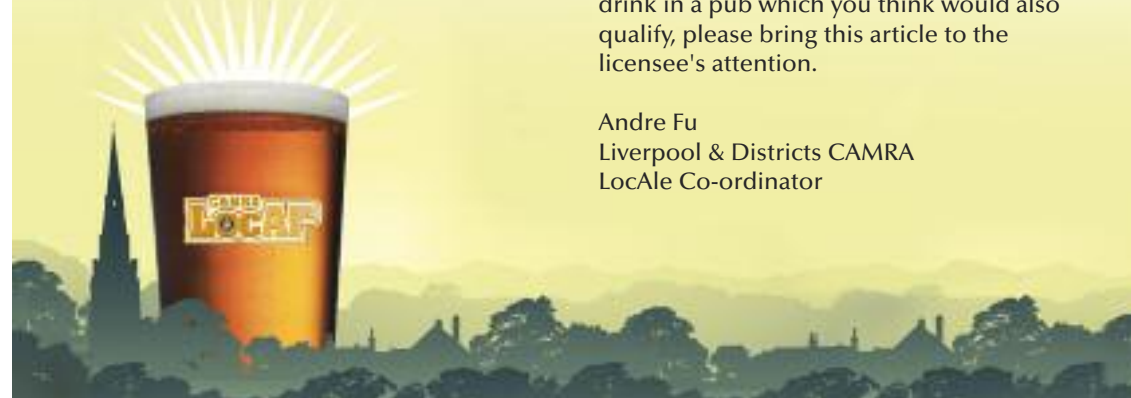 drink in a pub which you think would also
qualify, please bring this article to the
licensee's attention.
Andre Fu
Liverpool & Districts CAMRA
LocAle Co-ordinator
CAMRA
LocAle